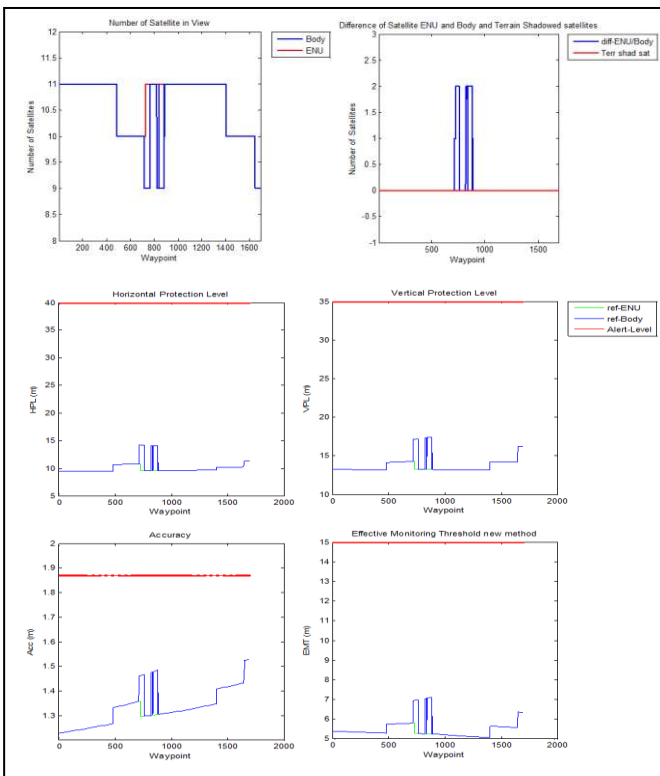 Number of Satellite in View
12
11.5
11
10.5
10
9.5
9
8.5
8
Number of Satellites
200 400 600 800 1000 1200 1400 1600
Waypoint
Body
ENU
Difference of Satellite ENU and Body and Terrain Shadowed satellites
3
2.5
2
1.5
1
0.5
0
-0.5
-1
Number of Satellites
500 1000 1500
Waypoint
diff-ENU/Body
Terr shad sat
Horizontal Protection Level
40
35
30
25
20
15
10
5
HPL (m)
0 500 1000 1500 2000
Waypoint
Vertical Protection Level
35
30
25
20
15
10
VPL (m)
0 500 1000 1500 2000
Waypoint
ref-ENU
ref-Body
Alert-Level
Accuracy
2
1.9
1.8
1.7
1.6
1.5
1.4
1.3
Acc (m)
0 500 1000 1500 2000
Waypoint
Effective Monitoring Threshold new method
15
14
13
12
11
10
9
8
7
6
5
EMT (m)
0 500 1000 1500 2000
Waypoint